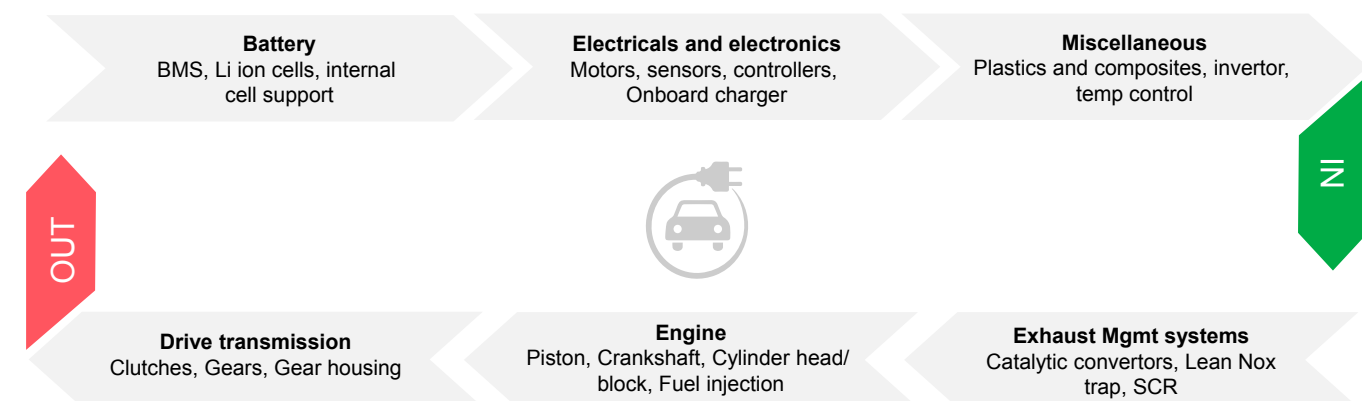 Battery
BMS, Li ion cells, internal
cell support
Electricals and electronics
Motors, sensors, controllers,
Onboard charger
Miscellaneous
Plastics and composites, invertor,
temp control
OUT
IN
Drive transmission
Clutches, Gears, Gear housing
Engine
Piston, Crankshaft, Cylinder head/
block, Fuel injection
Exhaust Mgmt systems
Catalytic convertors, Lean Nox
trap, SCR